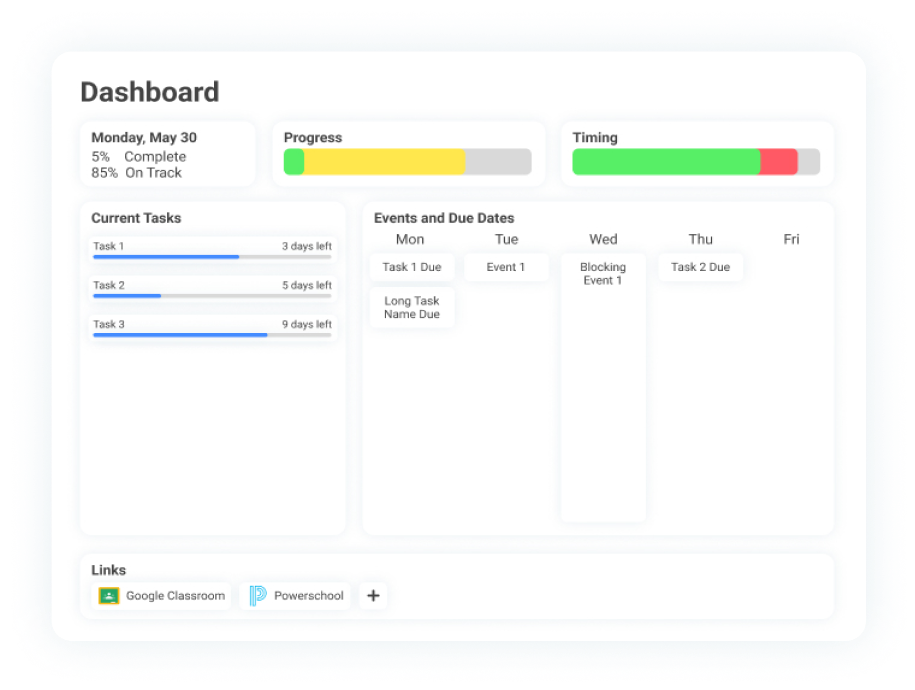 Dashboard
Monday, May 30
5% Complete
85% On Track
Progress
Timing
Current Tasks
Task 1 3 days left
Task 2 5 days left
Task 3 9 days left
Events and Due Dates
Mon Tue Wed Thu Fri
Task 1 Due
Long Task
Name Due
Event 1
Blocking
Event 1
Task 2 Due
Links
Google Classroom
Powerschool
+